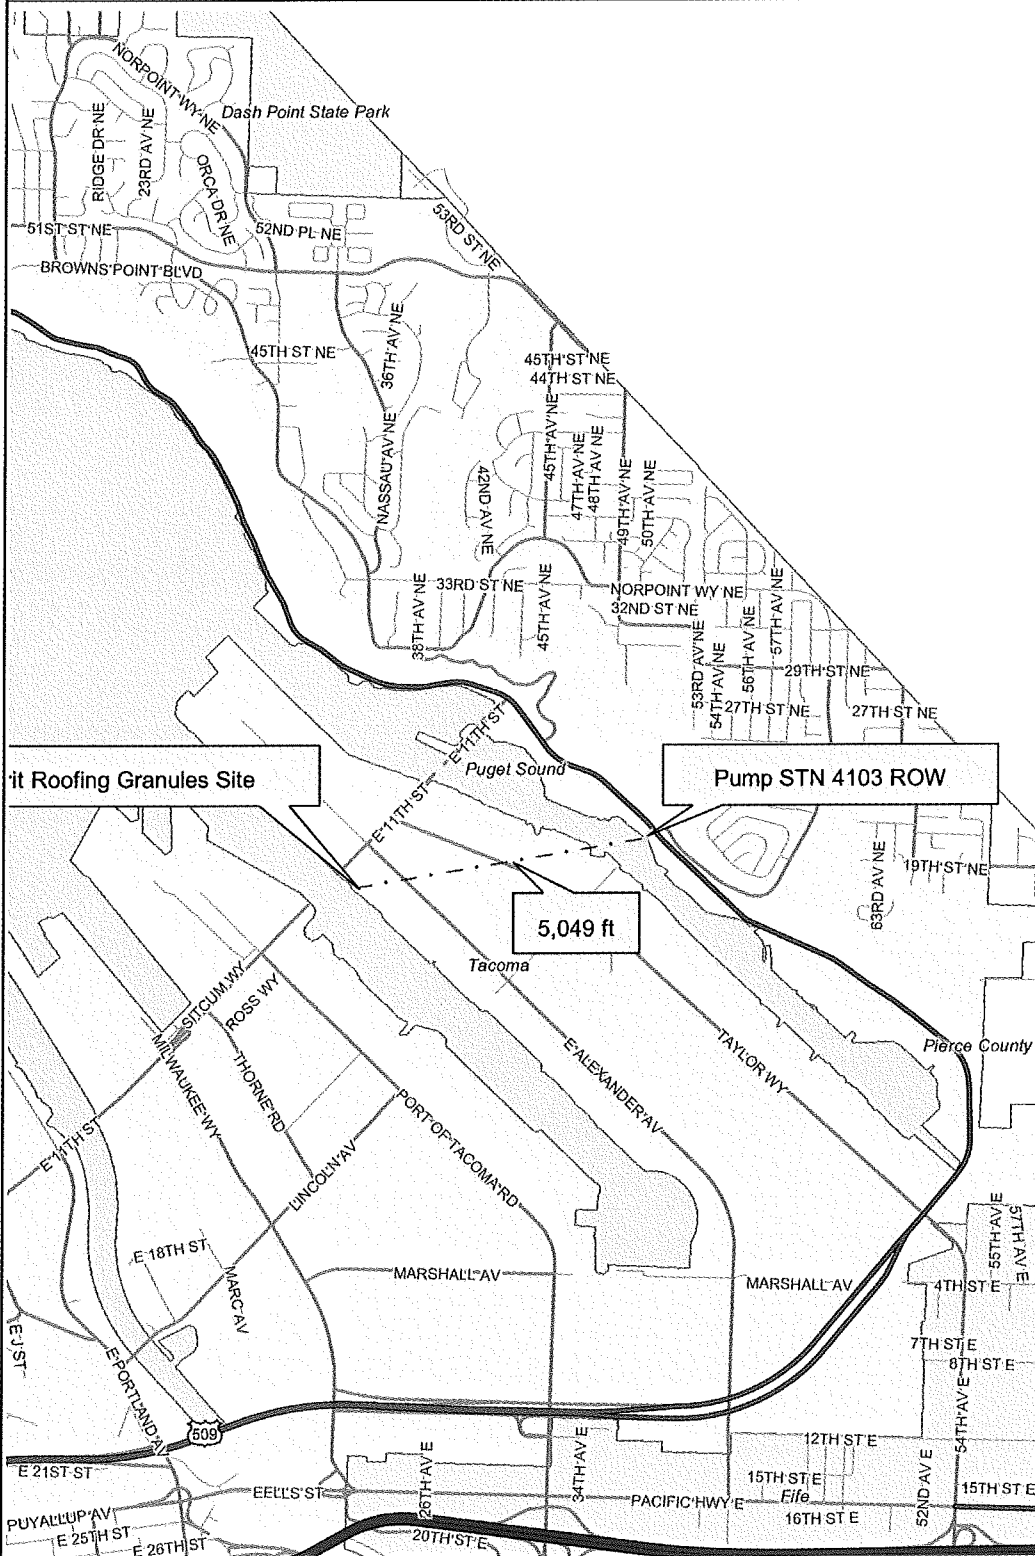 NORPOINT WY NE
Dash Point State Park
RIDGE DR NE
23RD AV NE
ORCA DR NE
53RD ST NE
51ST ST NE
52ND PL NE
BROWNS POINT BLVD
36TH AV NE
45TH ST NE
45TH ST NE
44TH ST NE
45TH AV NE
NASSAU AV NE
42ND AV NE
47TH AV NE
48TH AV NE
49TH AV NE
50TH AV NE
33RD ST NE
38TH AV NE
45TH AV NE
NORPOINT WY NE
32ND ST NE
57TH AV NE
56TH AV NE
53RD AV NE
54TH AV NE
29TH ST NE
27TH ST NE
27TH ST NE
E 11TH ST
Puget Sound
rit Roofing Granules Site
Pump STN 4103 ROW
E 11TH ST
5,049 ft
63RD AV NE
19TH ST NE
Tacoma
SITCUM WY
ROSS WY
MILWAUKEE WY
THORNE RD
E ALEXANDER AV
TAYLOR WY
Pierce County
E 11TH ST
PORT OF TACOMA RD
LINCOLN AV
E 18TH ST
MARC AV
MARSHALL AV
MARSHALL AV
55TH AV E
57TH AV E
4TH ST E
7TH ST E
8TH ST E
E J ST
E PORTLAND AV
509
54TH AV E
12TH ST E
E 21ST ST
26TH AV E
34TH AV E
15TH ST E
Fife
52ND AV E
15TH ST E
EELLS ST
PACIFIC HWY E
16TH ST E
PUYALLUP AV
E 25TH ST
E 26TH ST
20TH ST E